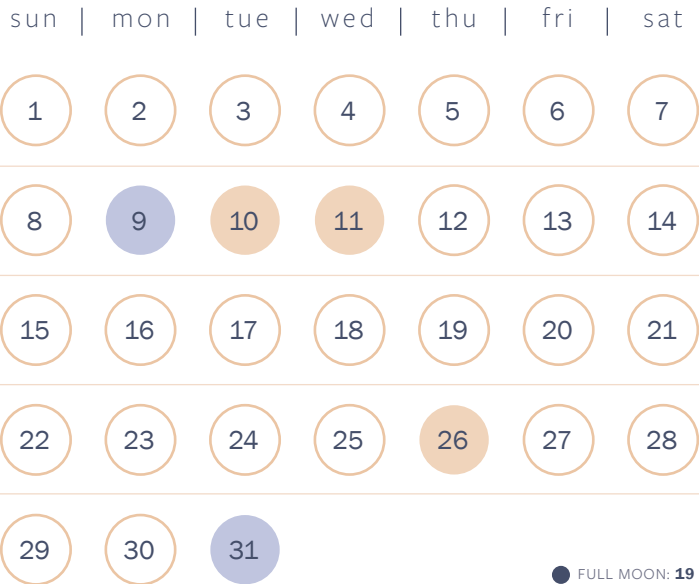 sun | mon | tue | wed | thu | fri | sat
1 2 3 4 5 6 7
8 9 10 11 12 13 14
15 16 17 18 19 20 21
22 23 24 25 26 27 28
29 30 31
FULL MOON: 19